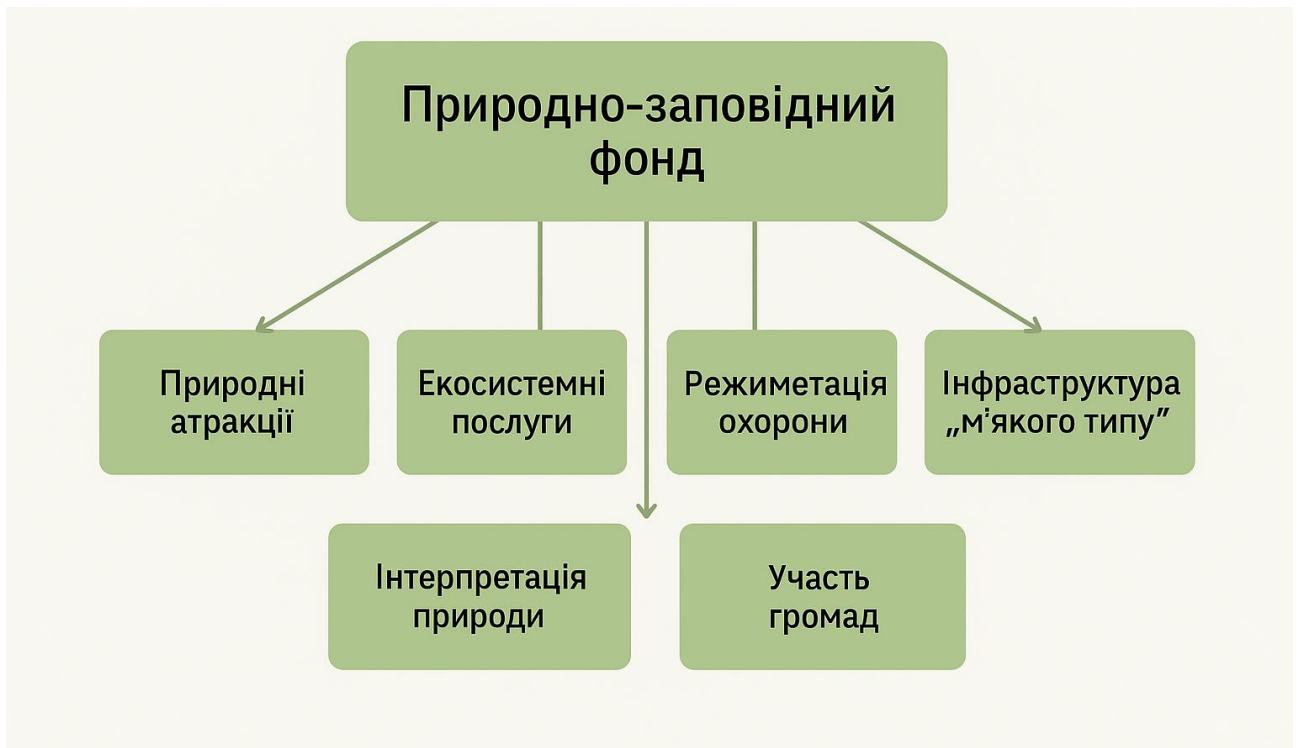 Природно-заповідний
фонд
Природні
атракції
Екосистемні
послуги
Режиметація
охорони
Інфраструктура
„м'якого типу”
Інтерпретація
природи
Участь
громад